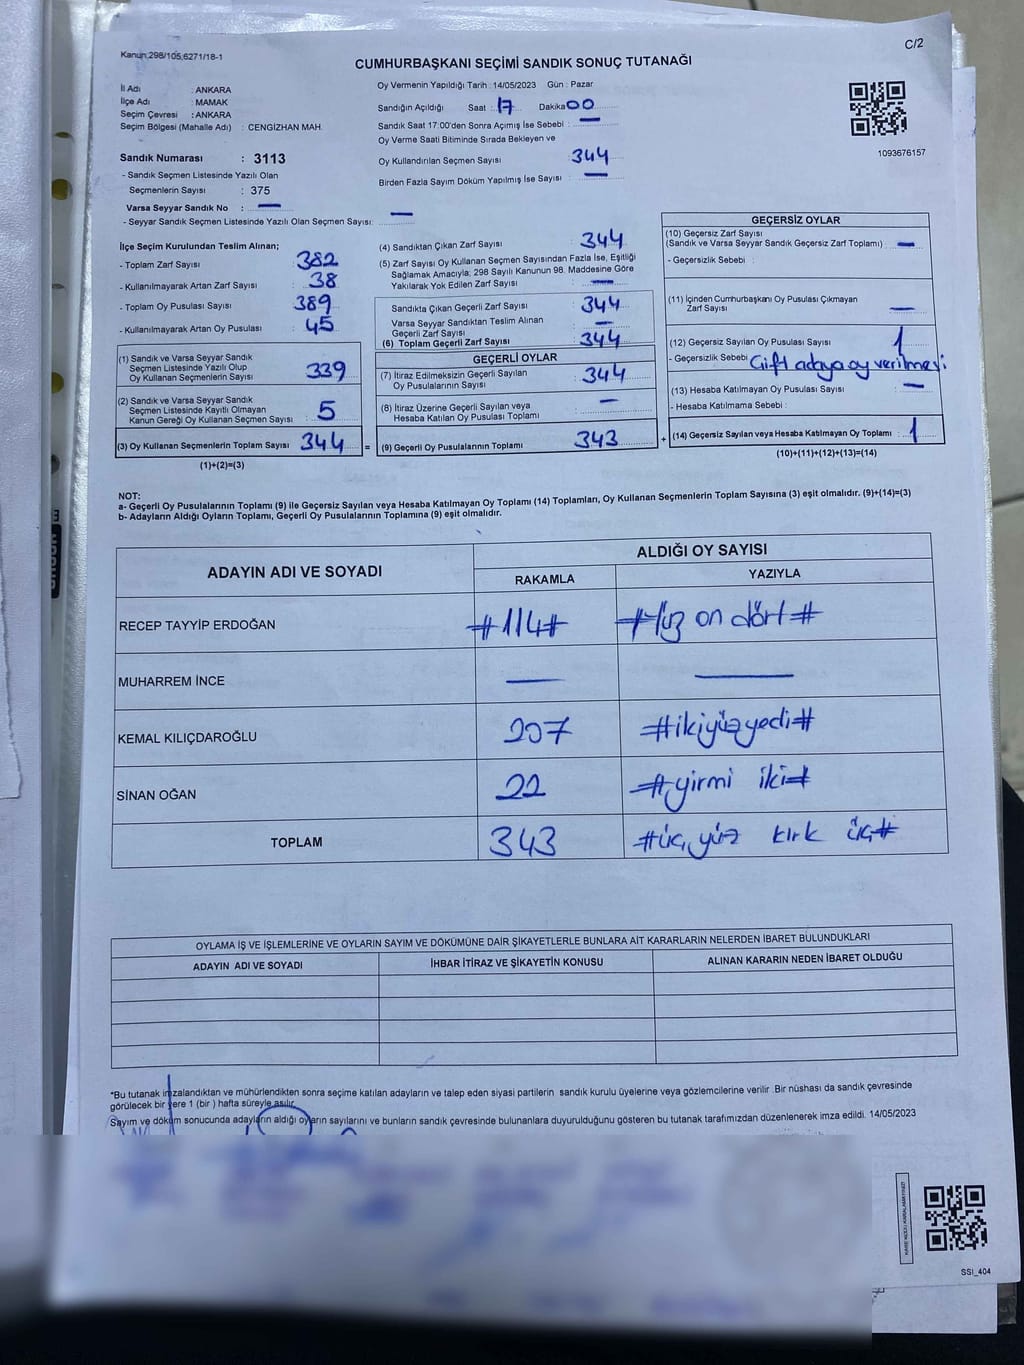 Kanun:298/105,6271/18-1
C/2
CUMHURBAŞKANI SEÇİMİ SANDIK SONUÇ TUTANAĞI
İl Adı : ANKARA
İlçe Adı : MAMAK
Seçim Çevresi : ANKARA
Seçim Bölgesi (Mahalle Adı) : CENGİZHAN MAH.
Sandık Numarası : 3113
- Sandık Seçmen Listesinde Yazılı Olan
Seçmenlerin Sayısı : 375
Varsa Seyyar Sandık No : —
- Seyyar Sandık Seçmen Listesinde Yazılı Olan Seçmen Sayısı: —
Oy Vermenin Yapıldığı Tarih : 14/05/2023 Gün : Pazar
Sandığın Açıldığı Saat : 17 Dakika 00
Sandık Saat 17:00'den Sonra Açımış İse Sebebi : —
Oy Verme Saati Bitiminde Sırada Bekleyen ve
Oy Kullandırılan Seçmen Sayısı 344
Birden Fazla Sayım Döküm Yapılmış İse Sayısı : —
1093676157
İlçe Seçim Kurulundan Teslim Alınan;
- Toplam Zarf Sayısı : 382
- Kullanılmayarak Artan Zarf Sayısı : 38
- Toplam Oy Pusulası Sayısı : 389
- Kullanılmayarak Artan Oy Pusulası : 45
(1) Sandık ve Varsa Seyyar Sandık
Seçmen Listesinde Yazılı Olup
Oy Kullanan Seçmenlerin Sayısı : 339
(2) Sandık ve Varsa Seyyar Sandık
Seçmen Listesinde Kayıtlı Olmayan
Kanun Gereği Oy Kullanan Seçmen Sayısı : 5
(3) Oy Kullanan Seçmenlerin Toplam Sayısı : 344 =
(1)+(2)=(3)
(4) Sandıktan Çıkan Zarf Sayısı : 344
(5) Zarf Sayısı Oy Kullanan Seçmen Sayısından Fazla İse, Eşitliği
Sağlamak Amacıyla; 298 Sayılı Kanunun 98. Maddesine Göre
Yakılarak Yok Edilen Zarf Sayısı : —
Sandıkta Çıkan Geçerli Zarf Sayısı : 344
Varsa Seyyar Sandıktan Teslim Alınan
Geçerli Zarf Sayısı : —
(6) Toplam Geçerli Zarf Sayısı : 344
GEÇERLİ OYLAR
(7) İtiraz Edilmeksizin Geçerli Sayılan
Oy Pusulalarının Sayısı : 344
(8) İtiraz Üzerine Geçerli Sayılan veya
Hesaba Katılan Oy Pusulası Toplamı : —
(9) Geçerli Oy Pusulalarının Toplamı : 343 +
GEÇERSİZ OYLAR
(10) Geçersiz Zarf Sayısı
(Sandık ve Varsa Seyyar Sandık Geçersiz Zarf Toplamı) : —
- Geçersizlik Sebebi :
(11) İçinden Cumhurbaşkanı Oy Pusulası Çıkmayan
Zarf Sayısı : —
(12) Geçersiz Sayılan Oy Pusulası Sayısı : 1
- Geçersizlik Sebebi Çift adaya oy verilmesi
(13) Hesaba Katılmayan Oy Pusulası Sayısı : —
- Hesaba Katılmama Sebebi :
(14) Geçersiz Sayılan veya Hesaba Katılmayan Oy Toplamı : 1
(10)+(11)+(12)+(13)=(14)
NOT:
a- Geçerli Oy Pusulalarının Toplamı (9) ile Geçersiz Sayılan veya Hesaba Katılmayan Oy Toplamı (14) Toplamları, Oy Kullanan Seçmenlerin Toplam Sayısına (3) eşit olmalıdır. (9)+(14)=(3)
b- Adayların Aldığı Oyların Toplamı, Geçerli Oy Pusulalarının Toplamına (9) eşit olmalıdır.
ADAYIN ADI VE SOYADI
ALDIĞI OY SAYISI
RAKAMLA YAZIYLA
RECEP TAYYİP ERDOĞAN #114# #Yüz on dört#
MUHARREM İNCE — —
KEMAL KILIÇDAROĞLU 207 #ikiyüzyedi#
SİNAN OĞAN 22 #yirmi iki#
TOPLAM 343 #üç yüz kırk üç#
OYLAMA İŞ VE İŞLEMLERİNE VE OYLARIN SAYIM VE DÖKÜMÜNE DAİR ŞİKAYETLERLE BUNLARA AİT KARARLARIN NELERDEN İBARET BULUNDUKLARI
ADAYIN ADI VE SOYADI İHBAR İTİRAZ VE ŞİKAYETİN KONUSU ALINAN KARARIN NEDEN İBARET OLDUĞU
*Bu tutanak imzalandıktan ve mühürlendikten sonra seçime katılan adayların ve talep eden siyasi partilerin sandık kurulu üyelerine veya gözlemcilerine verilir .Bir nüshası da sandık çevresinde
görülecek bir yere 1 (bir ) hafta süreyle asılır.
Sayım ve döküm sonucunda adayların aldığı oyların sayılarını ve bunların sandık çevresinde bulunanlara duyurulduğunu gösteren bu tutanak tarafımızdan düzenlenerek imza edildi. 14/05/2023
SSI_404